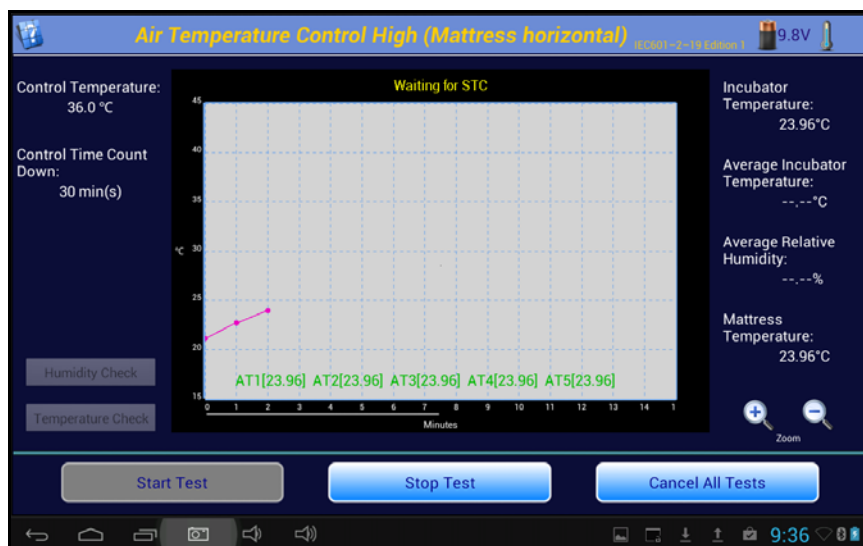 Air Temperature Control High (Mattress horizontal)
IEC601-2-19 Edition 1
9.8V
Control Temperature:
36.0 °C
Control Time Count
Down:
30 min(s)
Humidity Check
Temperature Check
Waiting for STC
45
40
35
°C
30
25
20
15
AT1[23.96] AT2[23.96] AT3[23.96] AT4[23.96] AT5[23.96]
0 1 2 3 4 5 6 7 8 9 10 11 12 13 14 1
Minutes
Incubator
Temperature:
23.96°C
Average Incubator
Temperature:
--.--°C
Average Relative
Humidity:
--.--%
Mattress
Temperature:
23.96°C
Zoom
Start Test
Stop Test
Cancel All Tests
9:36